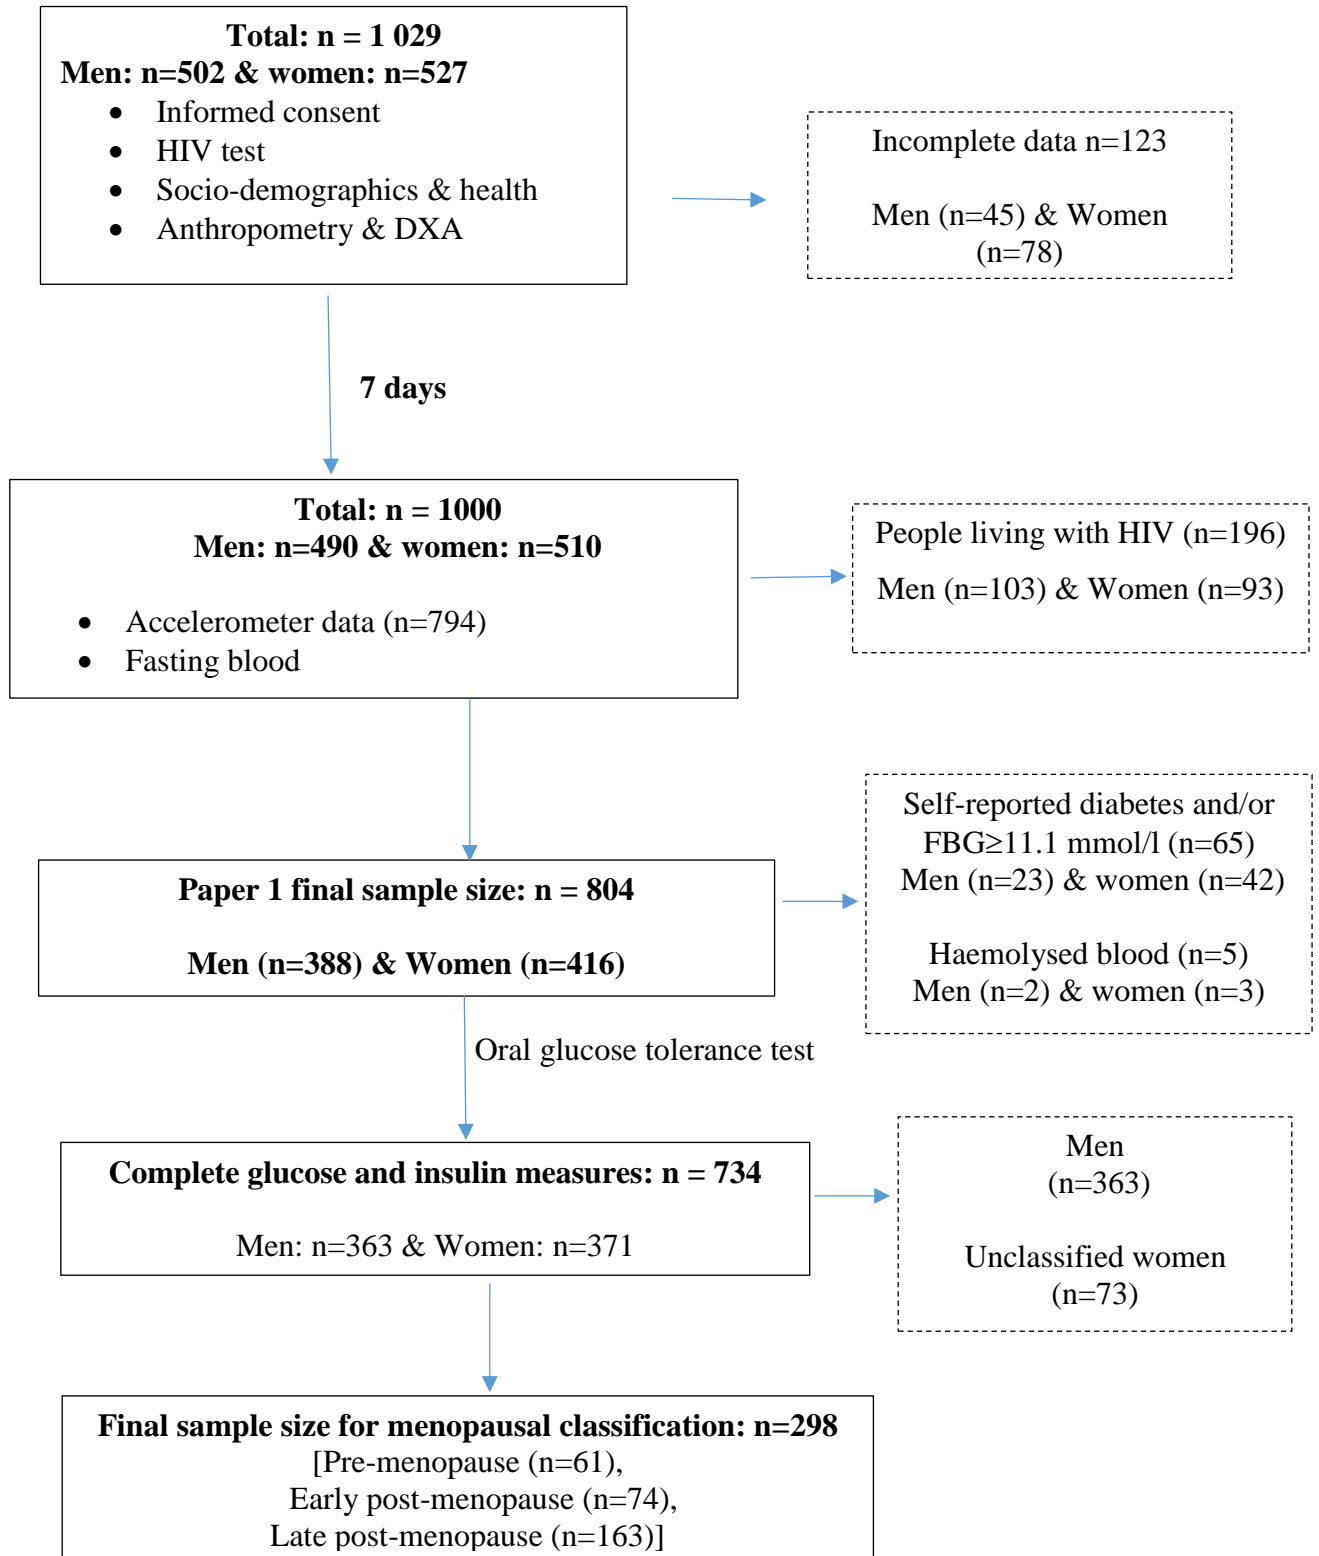 Total: n = 1 029
Men: n=502 & women: n=527
• Informed consent
• HIV test
• Socio-demographics & health
• Anthropometry & DXA
Incomplete data n=123
Men (n=45) & Women
(n=78)
7 days
Total: n = 1000
Men: n=490 & women: n=510
• Accelerometer data (n=794)
• Fasting blood
People living with HIV (n=196)
Men (n=103) & Women (n=93)
Paper 1 final sample size: n = 804
Men (n=388) & Women (n=416)
Self-reported diabetes and/or
FBG≥11.1 mmol/l (n=65)
Men (n=23) & women (n=42)
Haemolysed blood (n=5)
Men (n=2) & women (n=3)
Oral glucose tolerance test
Complete glucose and insulin measures: n = 734
Men: n=363 & Women: n=371
Men
(n=363)
Unclassified women
(n=73)
Final sample size for menopausal classification: n=298
[Pre-menopause (n=61),
Early post-menopause (n=74),
Late post-menopause (n=163)]